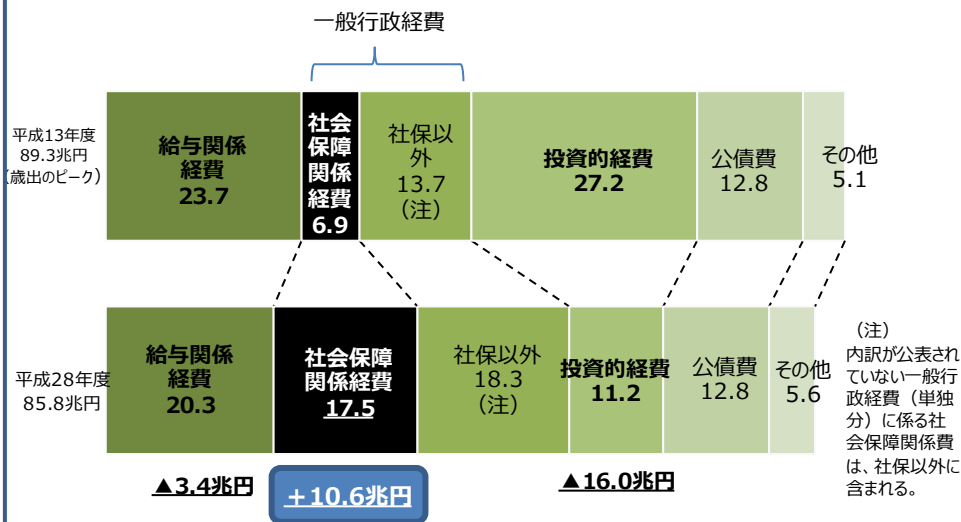 一般行政経費
平成13年度
89.3兆円
（歳出のピーク）
給与関係
経費
23.7
社会
保障
関係
経費
6.9
社保以
外
13.7
（注）
投資的経費
27.2
公債費
12.8
その他
5.1
平成28年度
85.8兆円
給与関係
経費
20.3
社会保障
関係経費
17.5
社保以外
18.3
（注）
投資的経費
11.2
公債費
12.8
その他
5.6
（注）
内訳が公表され
ていない一般行
政経費（単独
分）に係る社
会保障関係費
は、社保以外に
含まれる。
▲3.4兆円
＋10.6兆円
▲16.0兆円